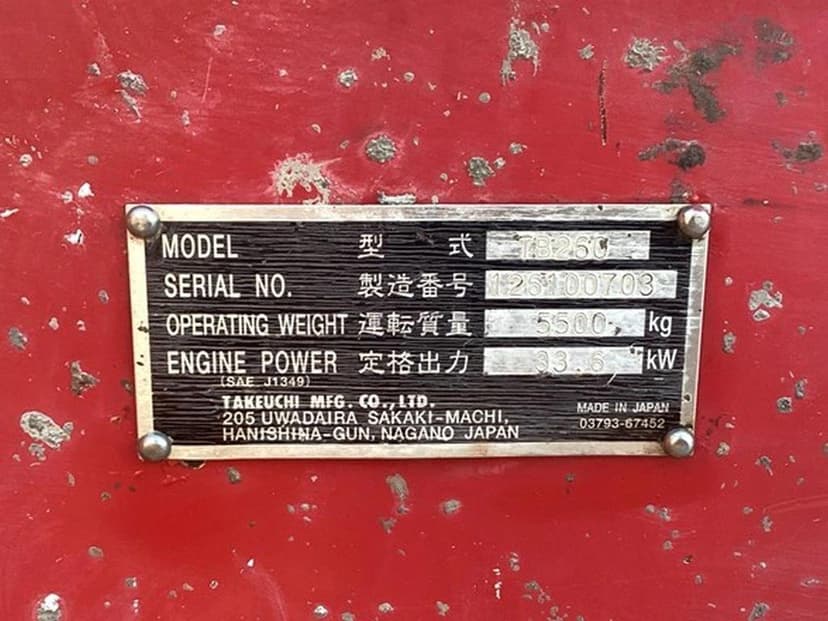 MODEL 型式 TB260
SERIAL NO. 製造番号 126100703
OPERATING WEIGHT 運転質量 5500 kg
ENGINE POWER 定格出力 33.6 kW
(SAE J1349)
TAKEUCHI MFG. CO., LTD.
205 UWADAIRA SAKAKI-MACHI,
HANISHINA-GUN, NAGANO JAPAN
MADE IN JAPAN
03793-67452